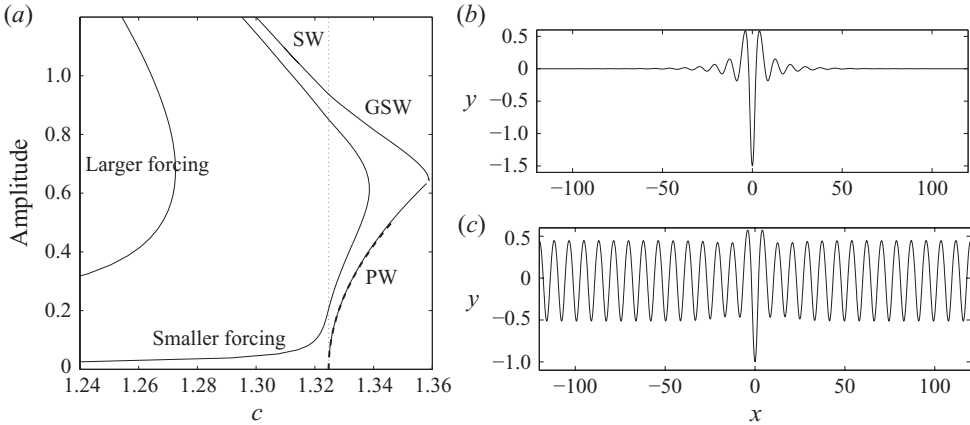 (a)
SW
GSW
Larger forcing
PW
Smaller forcing
Amplitude
1.0
0.8
0.6
0.4
0.2
0
1.24
1.26
1.28
1.30
1.32
1.34
1.36
c
(b)
0.5
0
−0.5
−1.0
−1.5
y
−100
−50
0
50
100
(c)
0.5
0
−0.5
−1.0
y
−100
−50
0
50
100
x